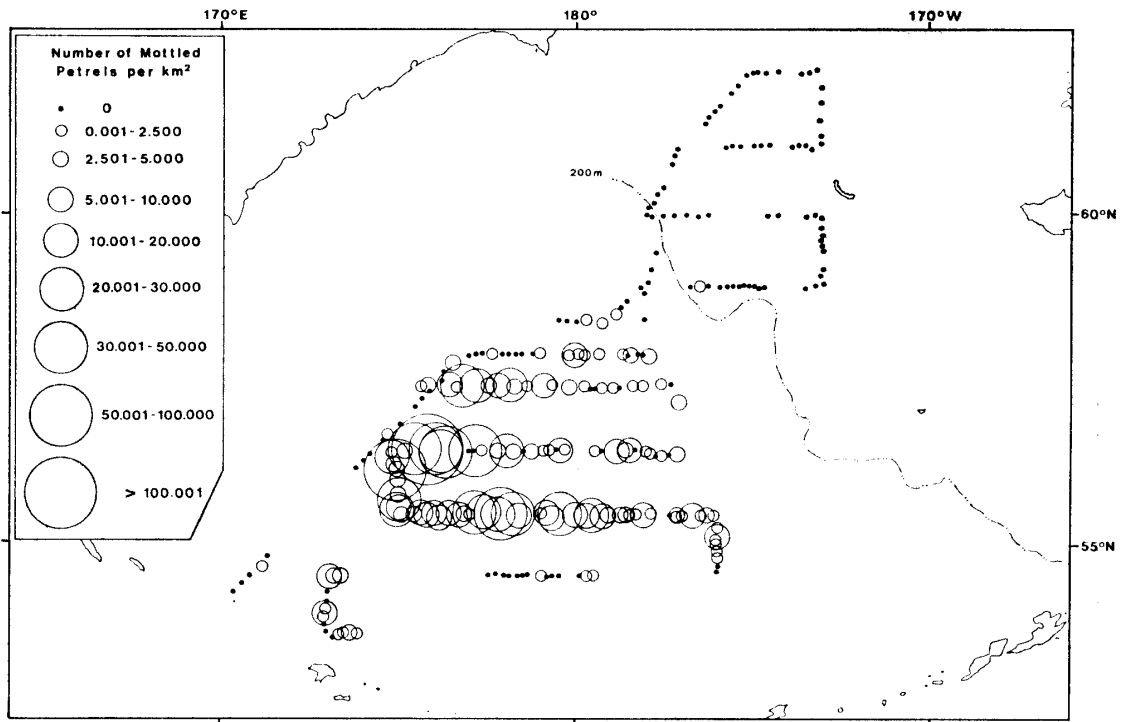 170°E 180° 170°W
Number of Mottled
Petrels per km²
0
0.001-2.500
2.501-5.000
5.001-10.000
10.001-20.000
20.001-30.000
30.001-50.000
50.001-100.000
> 100.001
200m
60°N
55°N